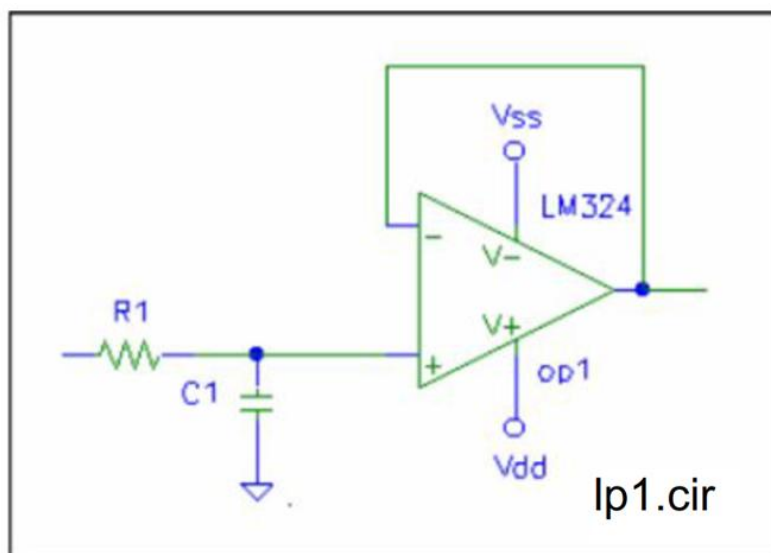 Vss
LM324
-
V-
R1
V+
+
op1
C1
Vdd
lp1.cir